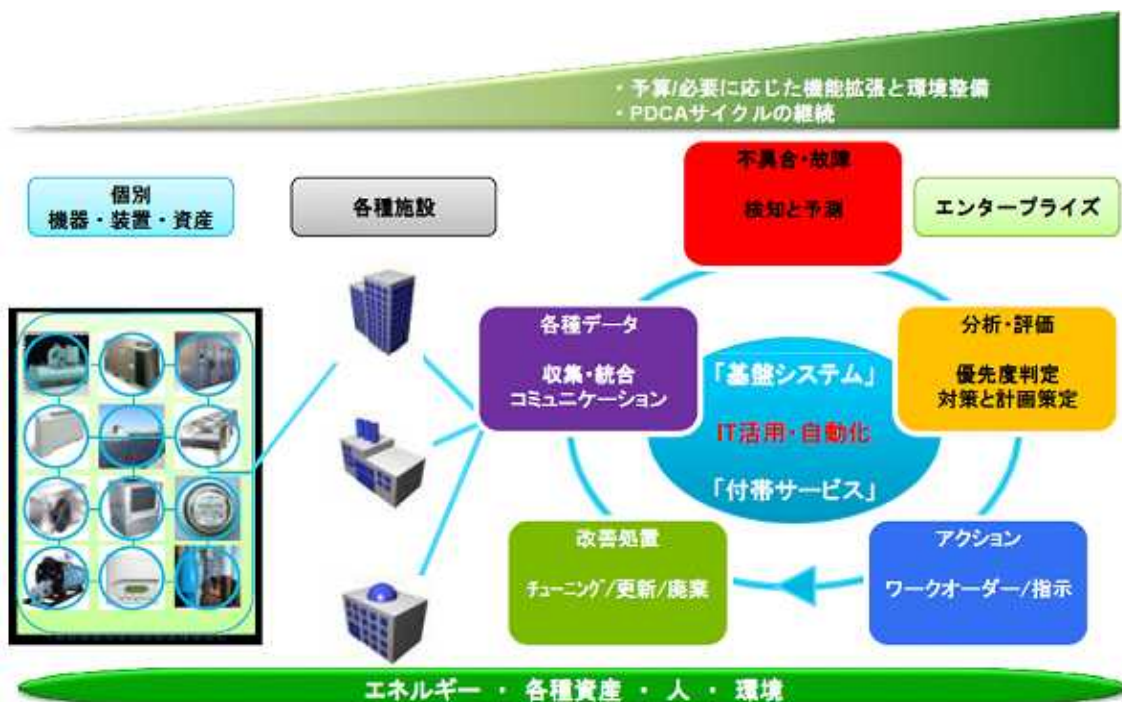 ・予算/必要に応じた機能拡張と環境整備
・PDCAサイクルの継続
個別
機器・装置・資産
各種施設
不具合・故障
検知と予測
エンタープライズ
各種データ
収集・統合
コミュニケーション
分析・評価
優先度判定
対策と計画策定
「基盤システム」
IT活用・自動化
「付帯サービス」
改善処置
チューニング/更新/廃棄
アクション
ワークオーダー/指示
エネルギー ・ 各種資産 ・ 人 ・ 環境